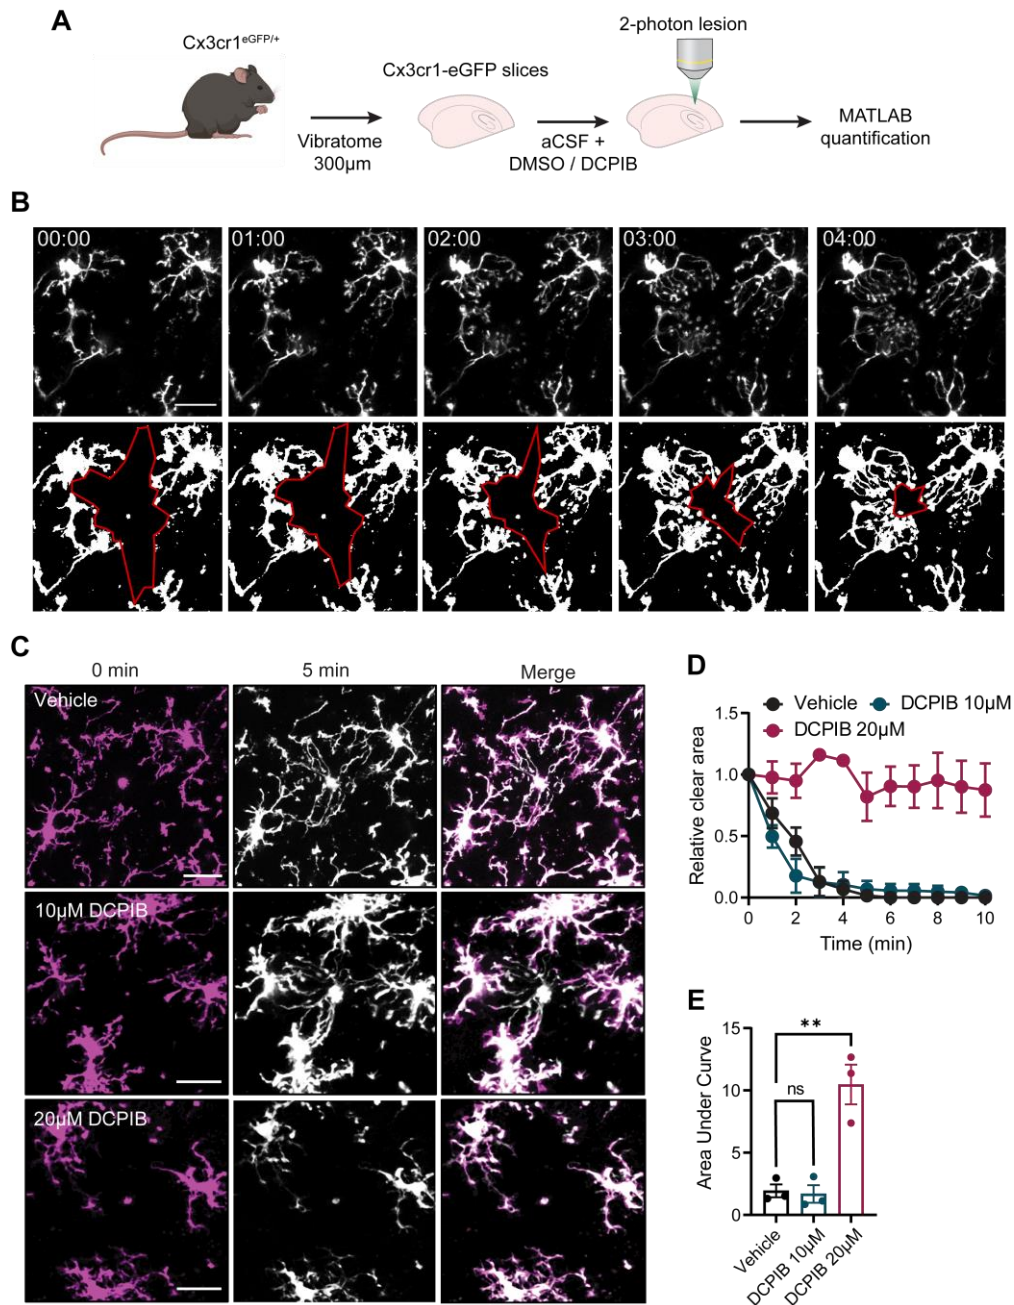 A
Cx3cr1eGFP/+
Vibratome
300µm
Cx3cr1-eGFP slices
aCSF +
DMSO / DCPIB
2-photon lesion
MATLAB
quantification
B
00:00
01:00
02:00
03:00
04:00
C
0 min
5 min
Merge
Vehicle
10µM DCPIB
20µM DCPIB
D
Vehicle
DCPIB 10µM
DCPIB 20µM
Relative clear area
1.5
1.0
0.5
0.0
0 2 4 6 8 10
Time (min)
E
Area Under Curve
15
10
5
0
**
ns
Vehicle
DCPIB 10µM
DCPIB 20µM